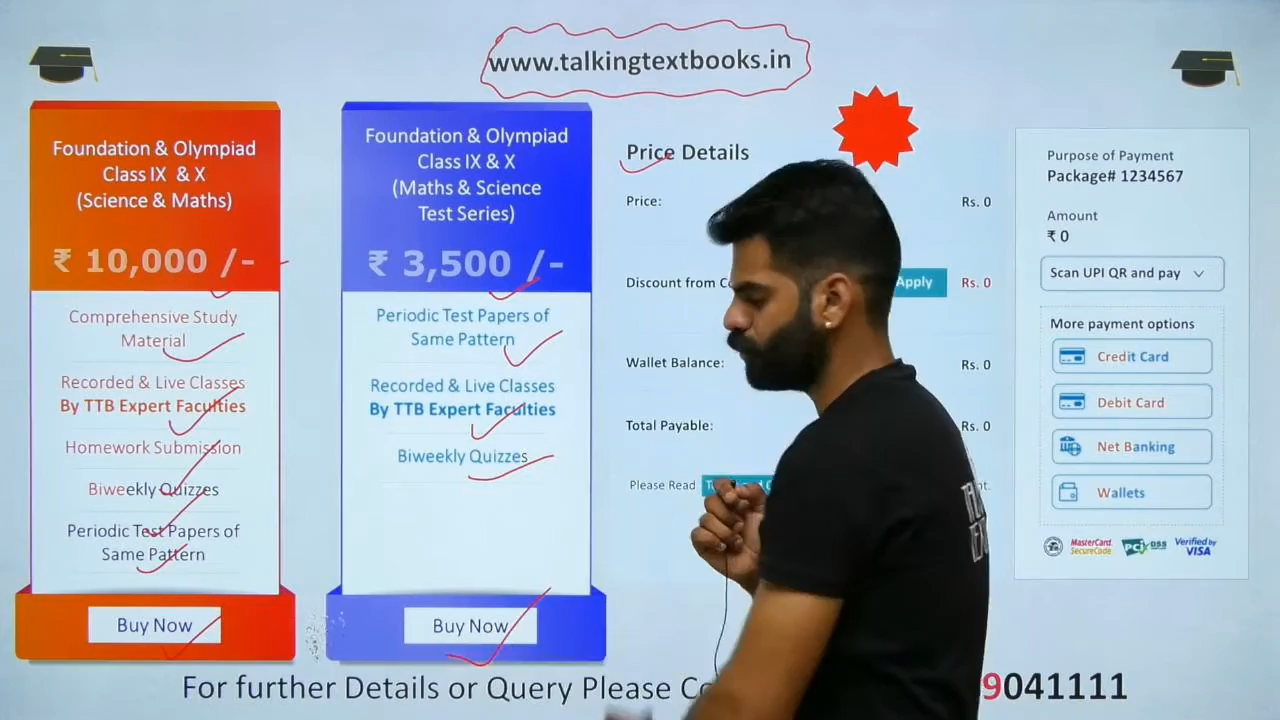 www.talkingtextbooks.in
Foundation & Olympiad
Class IX & X
(Science & Maths)
₹ 10,000 /-
Comprehensive Study
Material
Recorded & Live Classes
By TTB Expert Faculties
Homework Submission
Biweekly Quizzes
Periodic Test Papers of
Same Pattern
Buy Now
Foundation & Olympiad
Class IX & X
(Maths & Science
Test Series)
₹ 3,500 /-
Periodic Test Papers of
Same Pattern
Recorded & Live Classes
By TTB Expert Faculties
Biweekly Quizzes
Buy Now
Price Details
Price: Rs. 0
Discount from Apply Rs. 0
Wallet Balance: Rs. 0
Total Payable: Rs. 0
Please Read
Purpose of Payment
Package# 1234567
Amount
₹ 0
Scan UPI QR and pay
More payment options
Credit Card
Debit Card
Net Banking
Wallets
MasterCard. SecureCode PCI DSS Verified by VISA
For further Details or Query Please 9041111